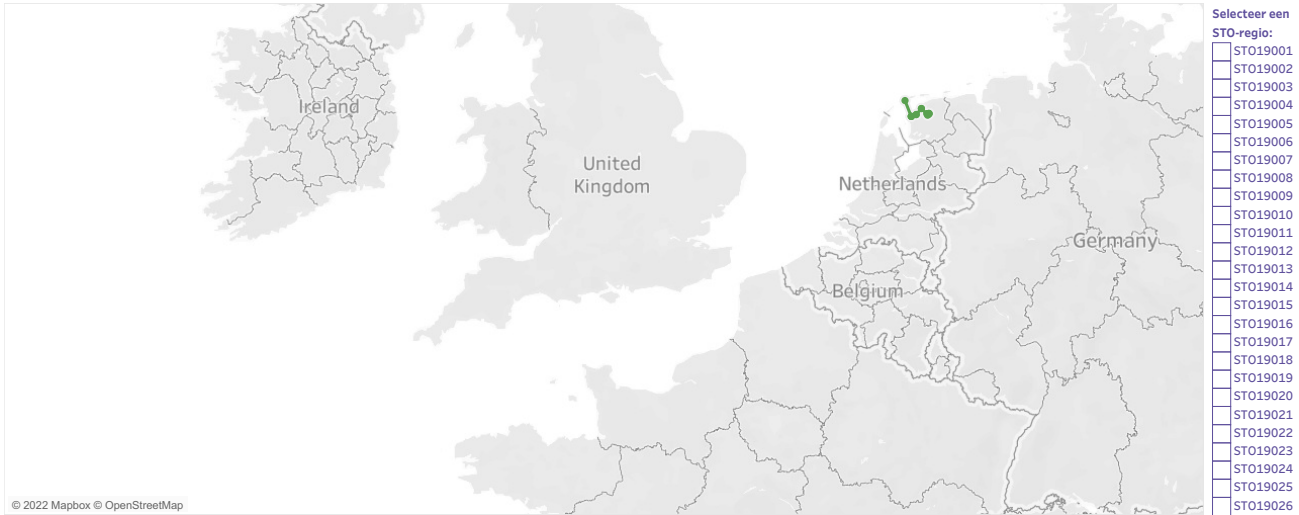 Ireland
United
Kingdom
Netherlands
Germany
Belgium
© 2022 Mapbox © OpenStreetMap
Selecteer een
STO-regio:
STO19001
STO19002
STO19003
STO19004
STO19005
STO19006
STO19007
STO19008
STO19009
STO19010
STO19011
STO19012
STO19013
STO19014
STO19015
STO19016
STO19017
STO19018
STO19019
STO19020
STO19021
STO19022
STO19023
STO19024
STO19025
STO19026